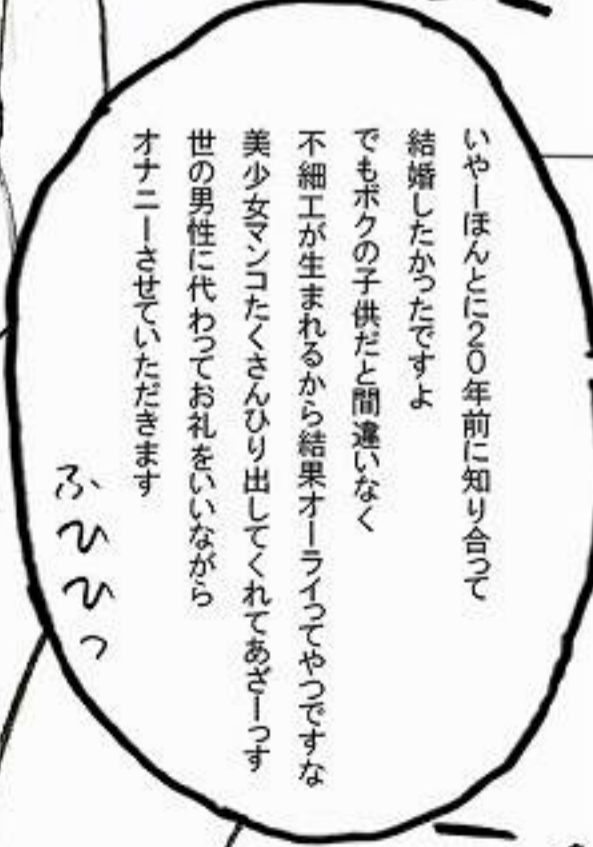 いやーほんとに20年前に知り合って
結婚したかったですよ
でもボクの子供だと間違いなく
不細工が生まれるから結果オーライってやつですな
美少女マンコたくさんひり出してくれてあざーっす
世の男性に代わってお礼をいいながら
オナニーさせていただきます
ふひひっ